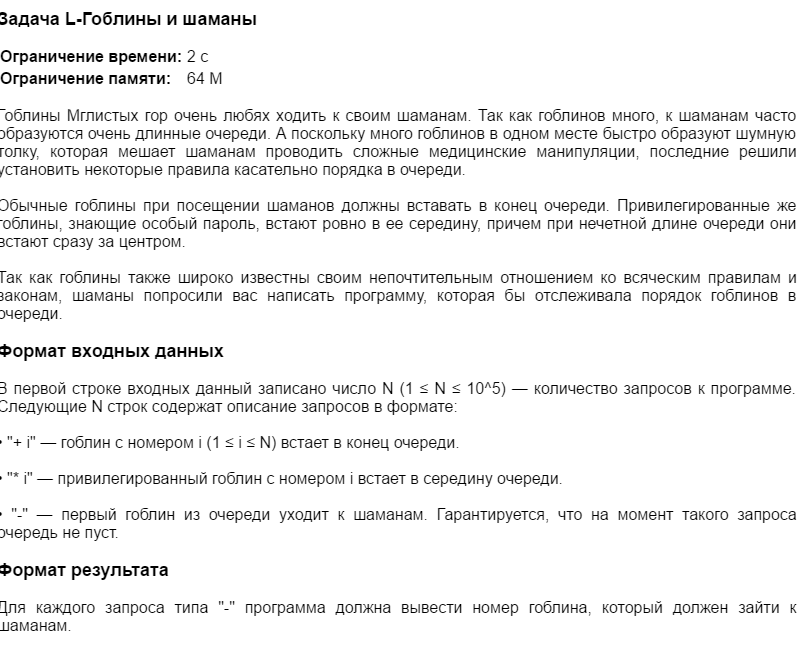 Задача L-Гоблины и шаманы
Ограничение времени: 2 с
Ограничение памяти: 64 M
Гоблины Мглистых гор очень любях ходить к своим шаманам. Так как гоблинов много, к шаманам часто
образуются очень длинные очереди. А поскольку много гоблинов в одном месте быстро образуют шумную
толку, которая мешает шаманам проводить сложные медицинские манипуляции, последние решили
установить некоторые правила касательно порядка в очереди.
Обычные гоблины при посещении шаманов должны вставать в конец очереди. Привилегированные же
гоблины, знающие особый пароль, встают ровно в ее середину, причем при нечетной длине очереди они
встают сразу за центром.
Так как гоблины также широко известны своим непочтительным отношением ко всяческим правилам и
законам, шаманы попросили вас написать программу, которая бы отслеживала порядок гоблинов в
очереди.
Формат входных данных
В первой строке входных данный записано число N (1 ≤ N ≤ 10^5) — количество запросов к программе.
Следующие N строк содержат описание запросов в формате:
• "+ i" — гоблин с номером i (1 ≤ i ≤ N) встает в конец очереди.
• "* i" — привилегированный гоблин с номером i встает в середину очереди.
• "-" — первый гоблин из очереди уходит к шаманам. Гарантируется, что на момент такого запроса
очередь не пуст.
Формат результата
Для каждого запроса типа "-" программа должна вывести номер гоблина, который должен зайти к
шаманам.